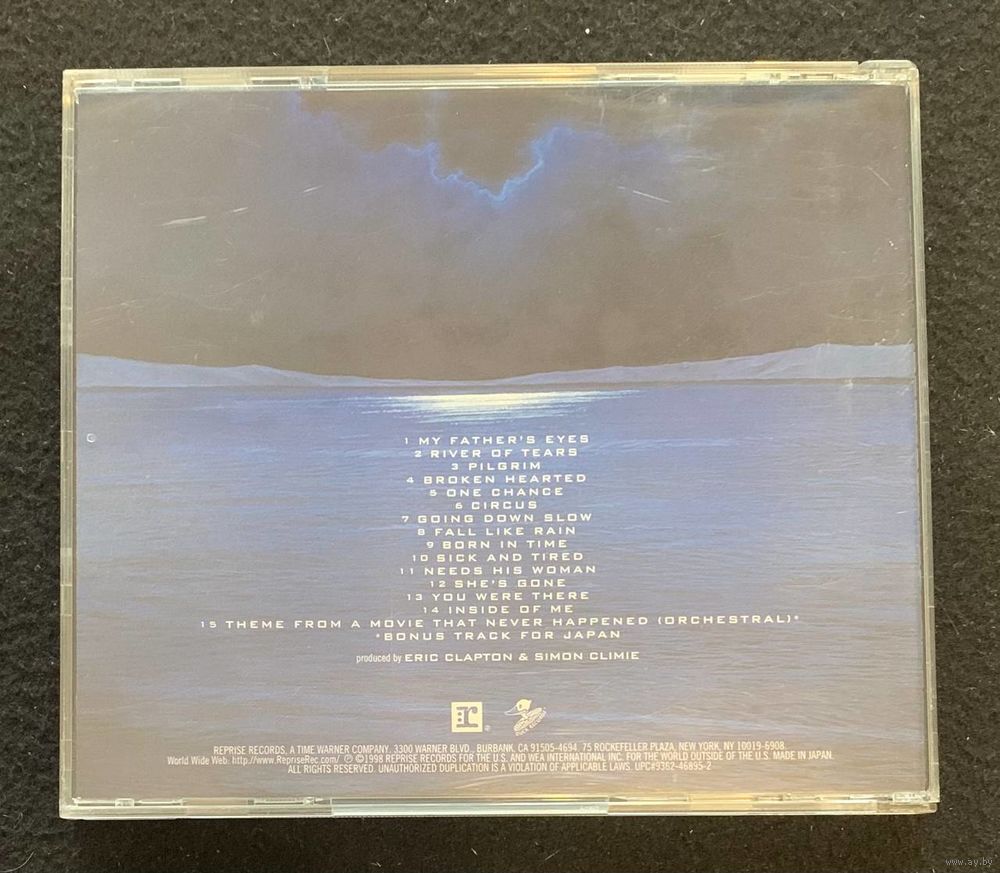 1 MY FATHER'S EYES
2 RIVER OF TEARS
3 PILGRIM
4 BROKEN HEARTED
5 ONE CHANCE
6 CIRCUS
7 GOING DOWN SLOW
8 FALL LIKE RAIN
9 BORN IN TIME
10 SICK AND TIRED
11 NEEDS HIS WOMAN
12 SHE'S GONE
13 YOU WERE THERE
14 INSIDE OF ME
15 THEME FROM A MOVIE THAT NEVER HAPPENED (ORCHESTRAL)*
*BONUS TRACK FOR JAPAN
produced by ERIC CLAPTON & SIMON CLIMIE
r ®
REPRISE RECORDS, A TIME WARNER COMPANY. 3300 WARNER BLVD., BURBANK, CA 91505-4694 75 ROCKEFELLER PLAZA, NEW YORK, NY 10019-6908.
World Wide Web. http://www.RepriseRec.com/ ℗ ©1998 REPRISE RECORDS FOR THE U.S. AND WEA INTERNATIONAL INC. FOR THE WORLD OUTSIDE OF THE U.S. MADE IN JAPAN.
ALL RIGHTS RESERVED. UNAUTHORIZED DUPLICATION IS A VIOLATION OF APPLICABLE LAWS. UPC#9362-46895-2
www.ay.by